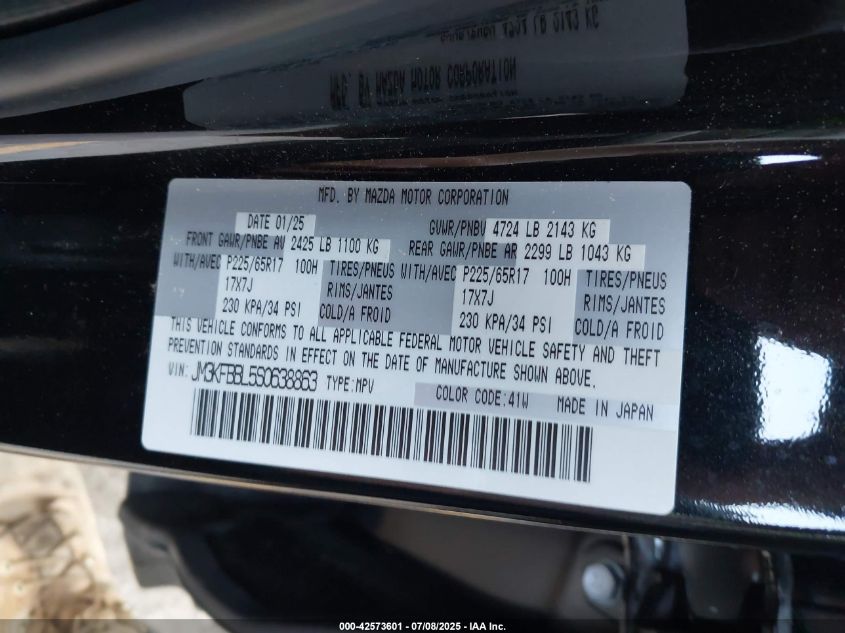 MFD. BY MAZDA MOTOR CORPORATION
DATE 01/25 GVWR/PNBV 4724 LB 2143 KG
FRONT GAWR/PNBE AV 2425 LB 1100 KG REAR GAWR/PNBE AR 2299 LB 1043 KG
WITH/AVEC P225/65R17 100H TIRES/PNEUS WITH/AVEC P225/65R17 100H TIRES/PNEUS
17X7J RIMS/JANTES 17X7J RIMS/JANTES
230 KPA/34 PSI COLD/A FROID 230 KPA/34 PSI COLD/A FROID
THIS VEHICLE CONFORMS TO ALL APPLICABLE FEDERAL MOTOR VEHICLE SAFETY AND THEFT
PREVENTION STANDARDS IN EFFECT ON THE DATE OF MANUFACTURE SHOWN ABOVE.
VIN: JM3KFBBL5S0638863 TYPE:MPV COLOR CODE:41W MADE IN JAPAN
000-42573601 - 07/08/2025 - IAA Inc.